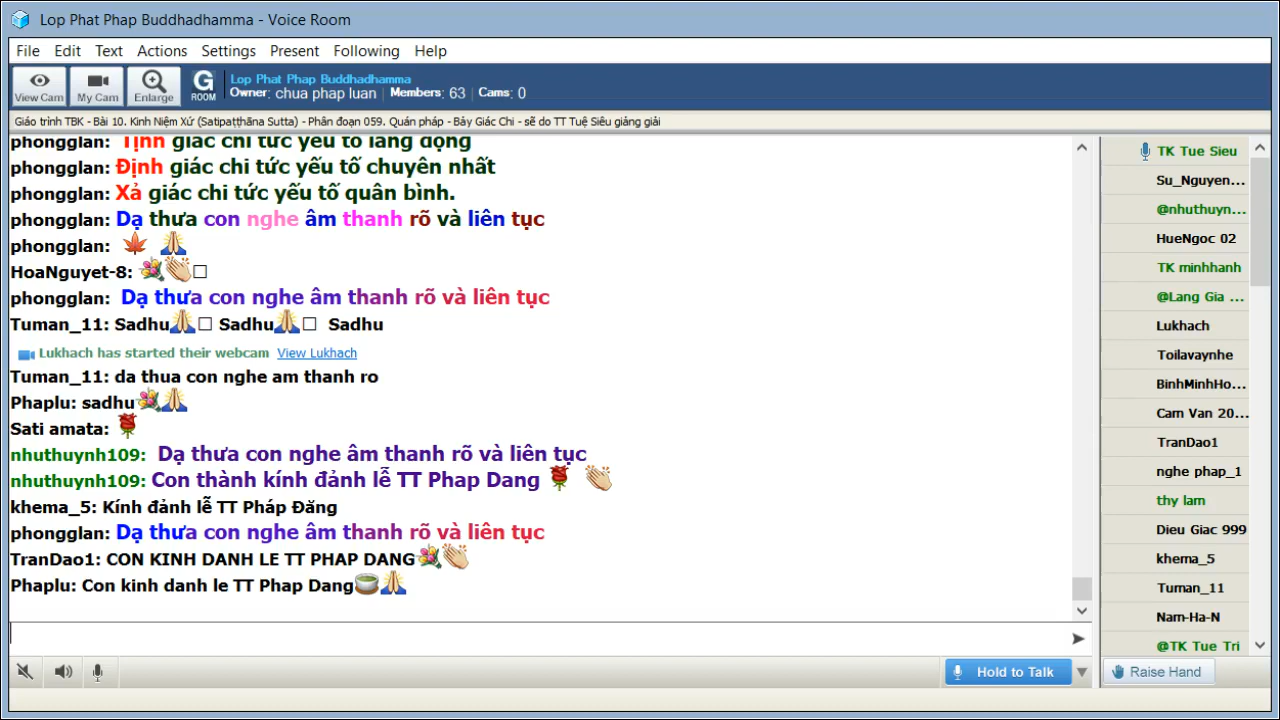 Lop Phat Phap Buddhadhamma - Voice Room
File Edit Text Actions Settings Present Following Help
View Cam My Cam Enlarge G ROOM
Lop Phat Phap Buddhadhamma
Owner: chua phap luan Members: 63 Cams: 0
Giáo trình TBK - Bài 10. Kinh Niệm Xứ (Satipaṭṭhāna Sutta) - Phân đoạn 059. Quán pháp - Bảy Giác Chi - sẽ do TT Tuệ Siêu giảng giải
phongglan: Tịnh giác chi tức yếu tố lắng đọng
phongglan: Định giác chi tức yếu tố chuyên nhất
phongglan: Xả giác chi tức yếu tố quân bình.
phongglan: Dạ thưa con nghe âm thanh rõ và liên tục
phongglan: 🍁 🙏
HoaNguyet-8: 💐👏□
phongglan: Dạ thưa con nghe âm thanh rõ và liên tục
Tuman_11: Sadhu🙏□ Sadhu🙏□ Sadhu
Lukhach has started their webcam View Lukhach
Tuman_11: da thua con nghe am thanh ro
Phaplu: sadhu💐🙏
Sati amata: 🌹
nhuthuynh109: Dạ thưa con nghe âm thanh rõ và liên tục
nhuthuynh109: Con thành kính đảnh lễ TT Phap Dang 🌹 👏
khema_5: Kính đảnh lễ TT Pháp Đăng
phongglan: Dạ thưa con nghe âm thanh rõ và liên tục
TranDao1: CON KINH DANH LE TT PHAP DANG💐👏
Phaplu: Con kinh danh le TT Phap Dang🍵🙏
Hold to Talk
TK Tue Sieu
Su_Nguyen...
@nhuthuyn...
HueNgoc 02
TK minhhanh
@Lang Gia ...
Lukhach
Toilavaynhe
BinhMinhHo...
Cam Van 20...
TranDao1
nghe phap_1
thy lam
Dieu Giac 999
khema_5
Tuman_11
Nam-Ha-N
@TK Tue Tri
Raise Hand